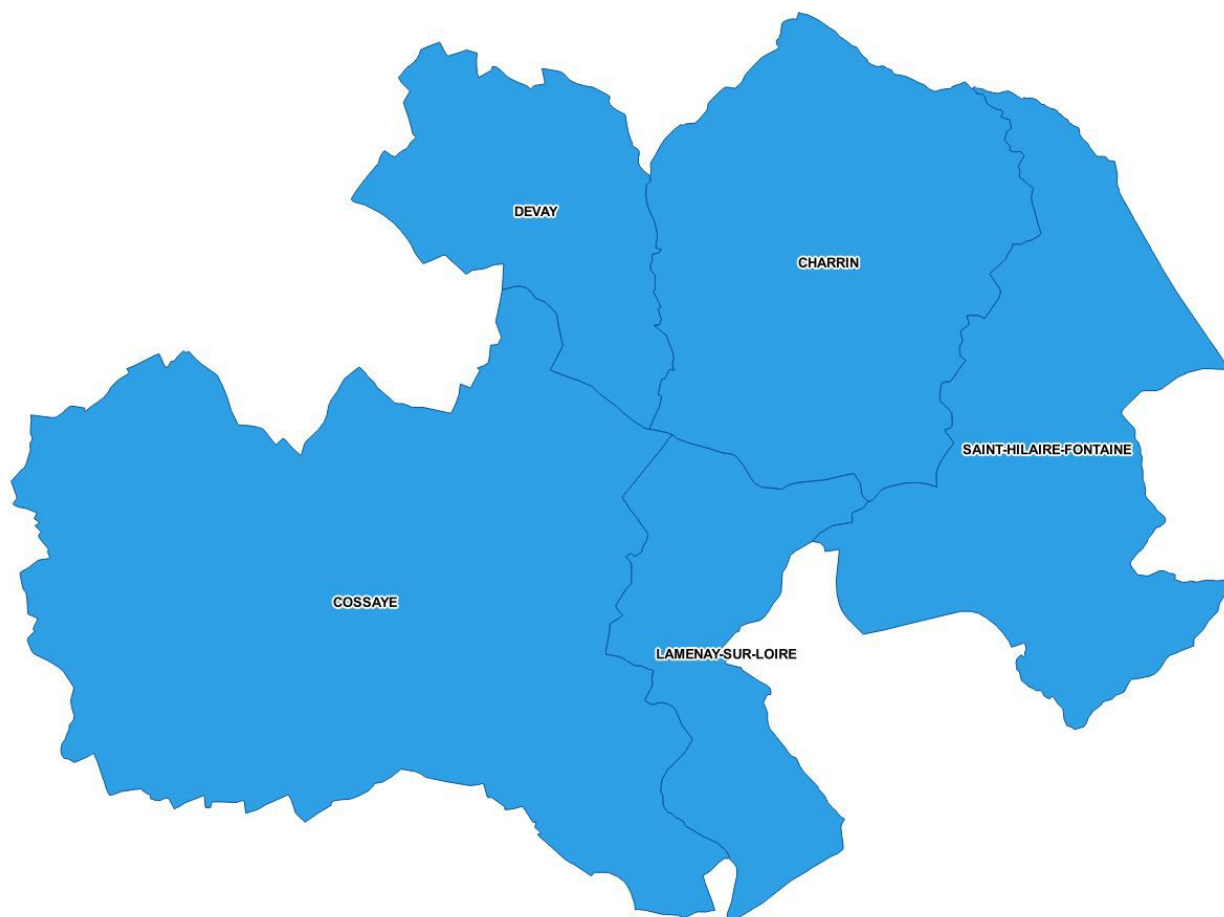 DEVAY
CHARRIN
SAINT-HILAIRE-FONTAINE
COSSAYE
LAMENAY-SUR-LOIRE